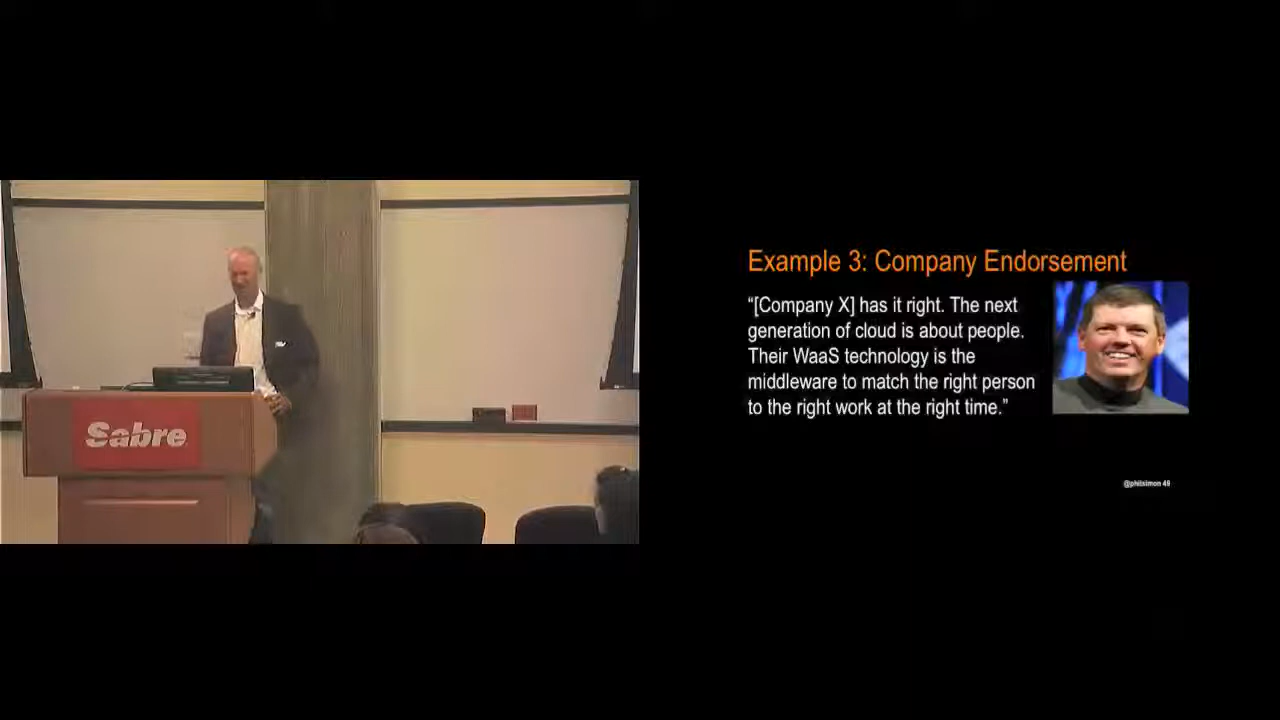 Sabre
Example 3: Company Endorsement
“[Company X] has it right. The next
generation of cloud is about people.
Their WaaS technology is the
middleware to match the right person
to the right work at the right time.”
@philsimon 49